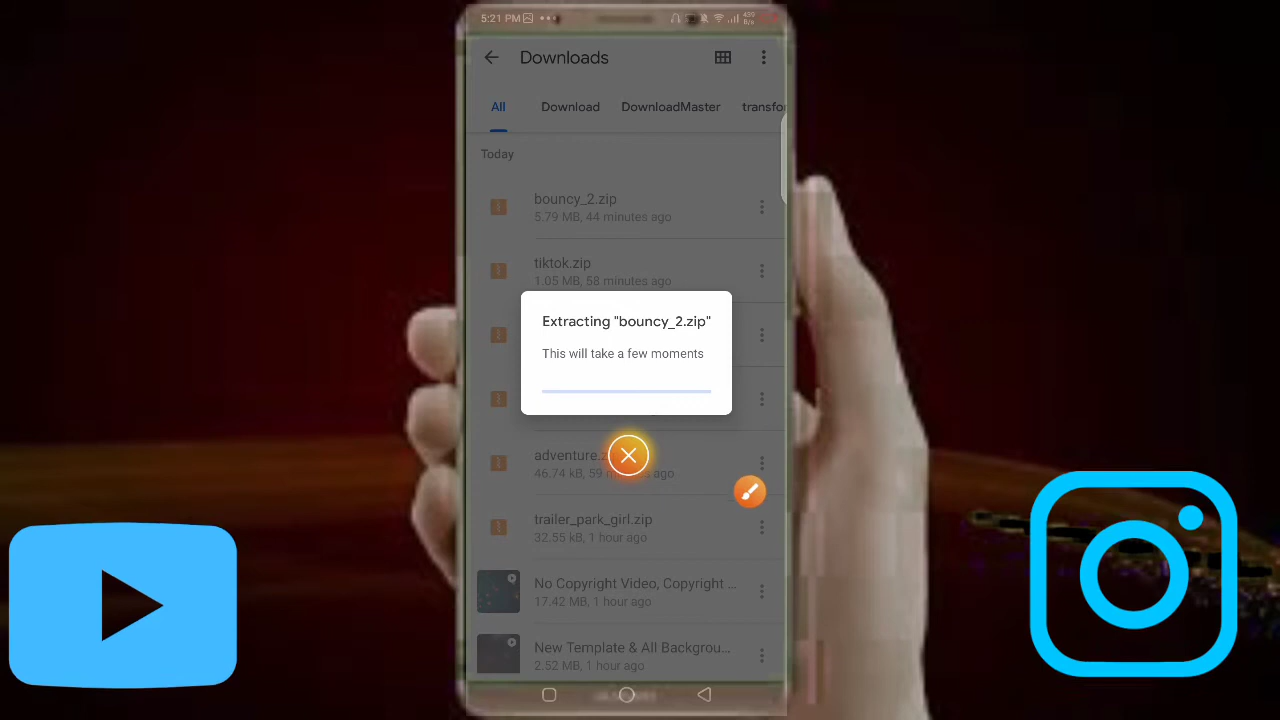 5:21 PM
439
B/s
Downloads
All Download DownloadMaster transfo
Today
bouncy_2.zip
5.79 MB, 44 minutes ago
tiktok.zip
1.05 MB, 58 minutes ago
Extracting "bouncy_2.zip"
This will take a few moments
adventure.z
46.74 kB, 59 m es ago
trailer_park_girl.zip
32.55 kB, 1 hour ago
No Copyright Video, Copyright ...
17.42 MB, 1 hour ago
New Template & All Backgrou...
2.52 MB, 1 hour ago